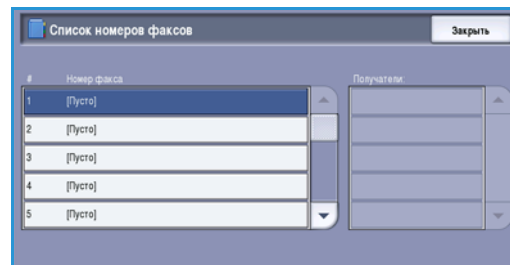 Список номеров факсов
Закрыть
# Номер факса Получатели:
1 [Пусто]
2 [Пусто]
3 [Пусто]
4 [Пусто]
5 [Пусто]